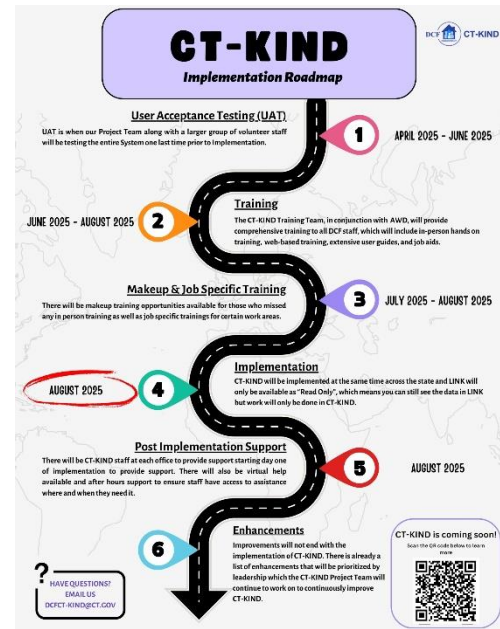 CT-KIND
Implementation Roadmap
DCF CT-KIND
User Acceptance Testing (UAT)
UAT is when our Project Team along with a larger group of volunteer staff
will be testing the entire System one last time prior to Implementation.
1
APRIL 2025 - JUNE 2025
JUNE 2025 - AUGUST 2025
2
Training
The CT-KIND Training Team, in conjunction with AWD, will provide
comprehensive training to all DCF staff, which will include in-person hands on
training, web-based training, extensive user guides, and job aids.
Makeup & Job Specific Training
There will be makeup training opportunities available for those who missed
any in person training as well as job specific trainings for certain work areas.
3
JULY 2025 - AUGUST 2025
AUGUST 2025
4
Implementation
CT-KIND will be implemented at the same time across the state and LINK will
only be available as "Read Only", which means you can still see the data in LINK
but work will only be done in CT-KIND.
Post Implementation Support
There will be CT-KIND staff at each office to provide support starting day one
of implementation to provide support. There will also be virtual help
available and after hours support to ensure staff have access to assistance
where and when they need it.
5
AUGUST 2025
6
Enhancements
Improvements will not end with the
implementation of CT-KIND. There is already a
list of enhancements that will be prioritized by
leadership which the CT-KIND Project Team will
continue to work on to continuously improve
CT-KIND.
?
HAVE QUESTIONS?
EMAIL US
DCFCT-KIND@CT.GOV
CT-KIND is coming soon!
Scan the QR code below to learn
more